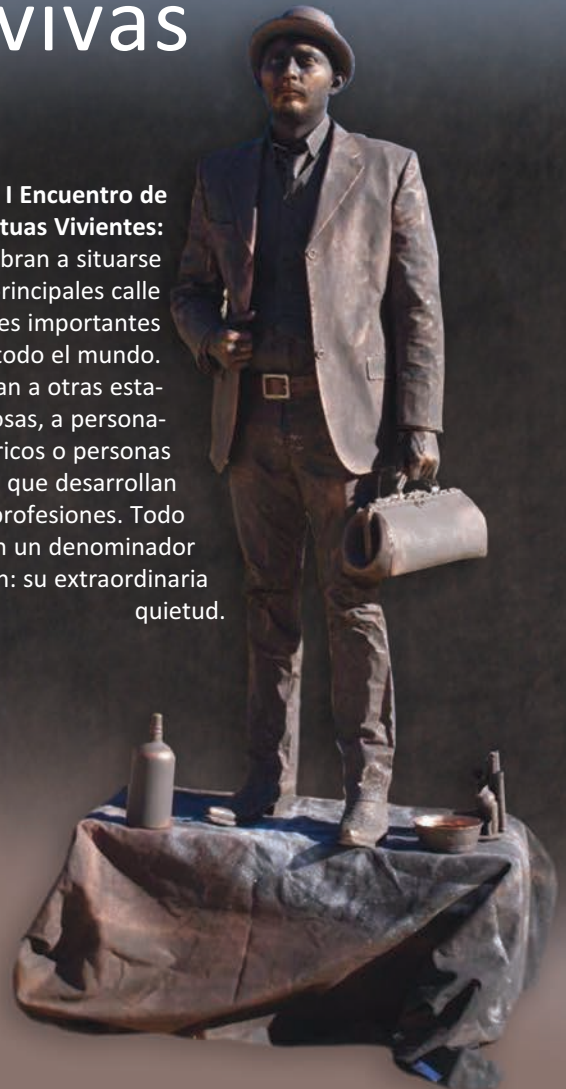 vivas
I Encuentro de
tuas Vivientes:
bran a situarse
rincipales calle
es importantes
todo el mundo.
an a otras esta-
osas, a persona-
ricos o personas
que desarrollan
profesiones. Todo
n un denominador
n: su extraordinaria
quietud.